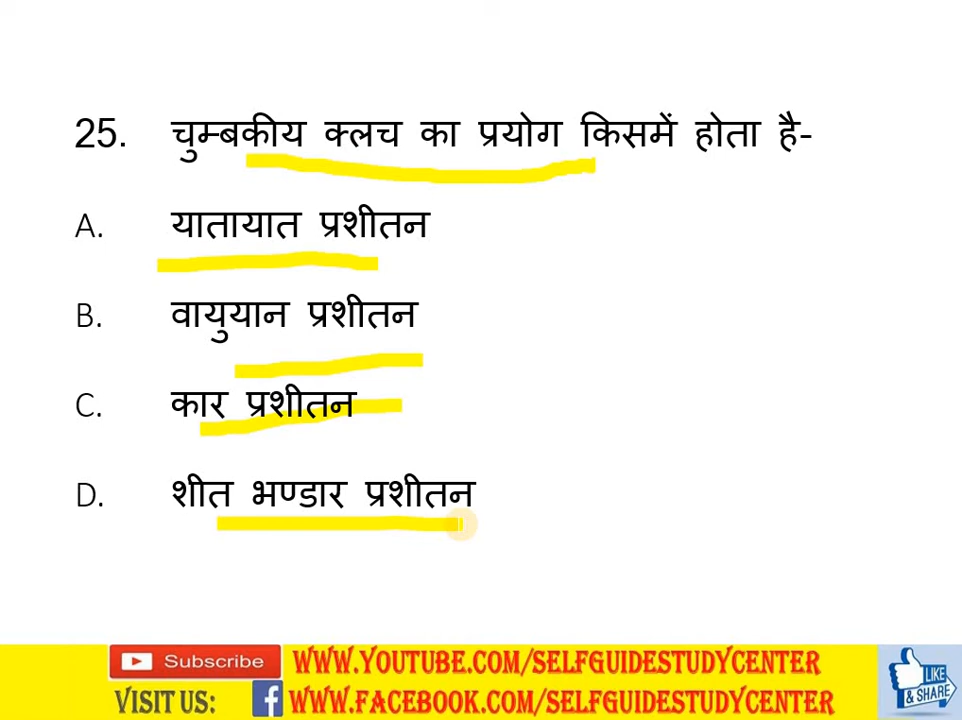 25. चुम्बकीय क्लच का प्रयोग किसमें होता है-
A. यातायात प्रशीतन
B. वायुयान प्रशीतन
C. कार प्रशीतन
D. शीत भण्डार प्रशीतन
Subscribe WWW.YOUTUBE.COM/SELFGUIDESTUDYCENTER
VISIT US: f WWW.FACEBOOK.COM/SELFGUIDESTUDYCENTER
LIKE
& SHARE